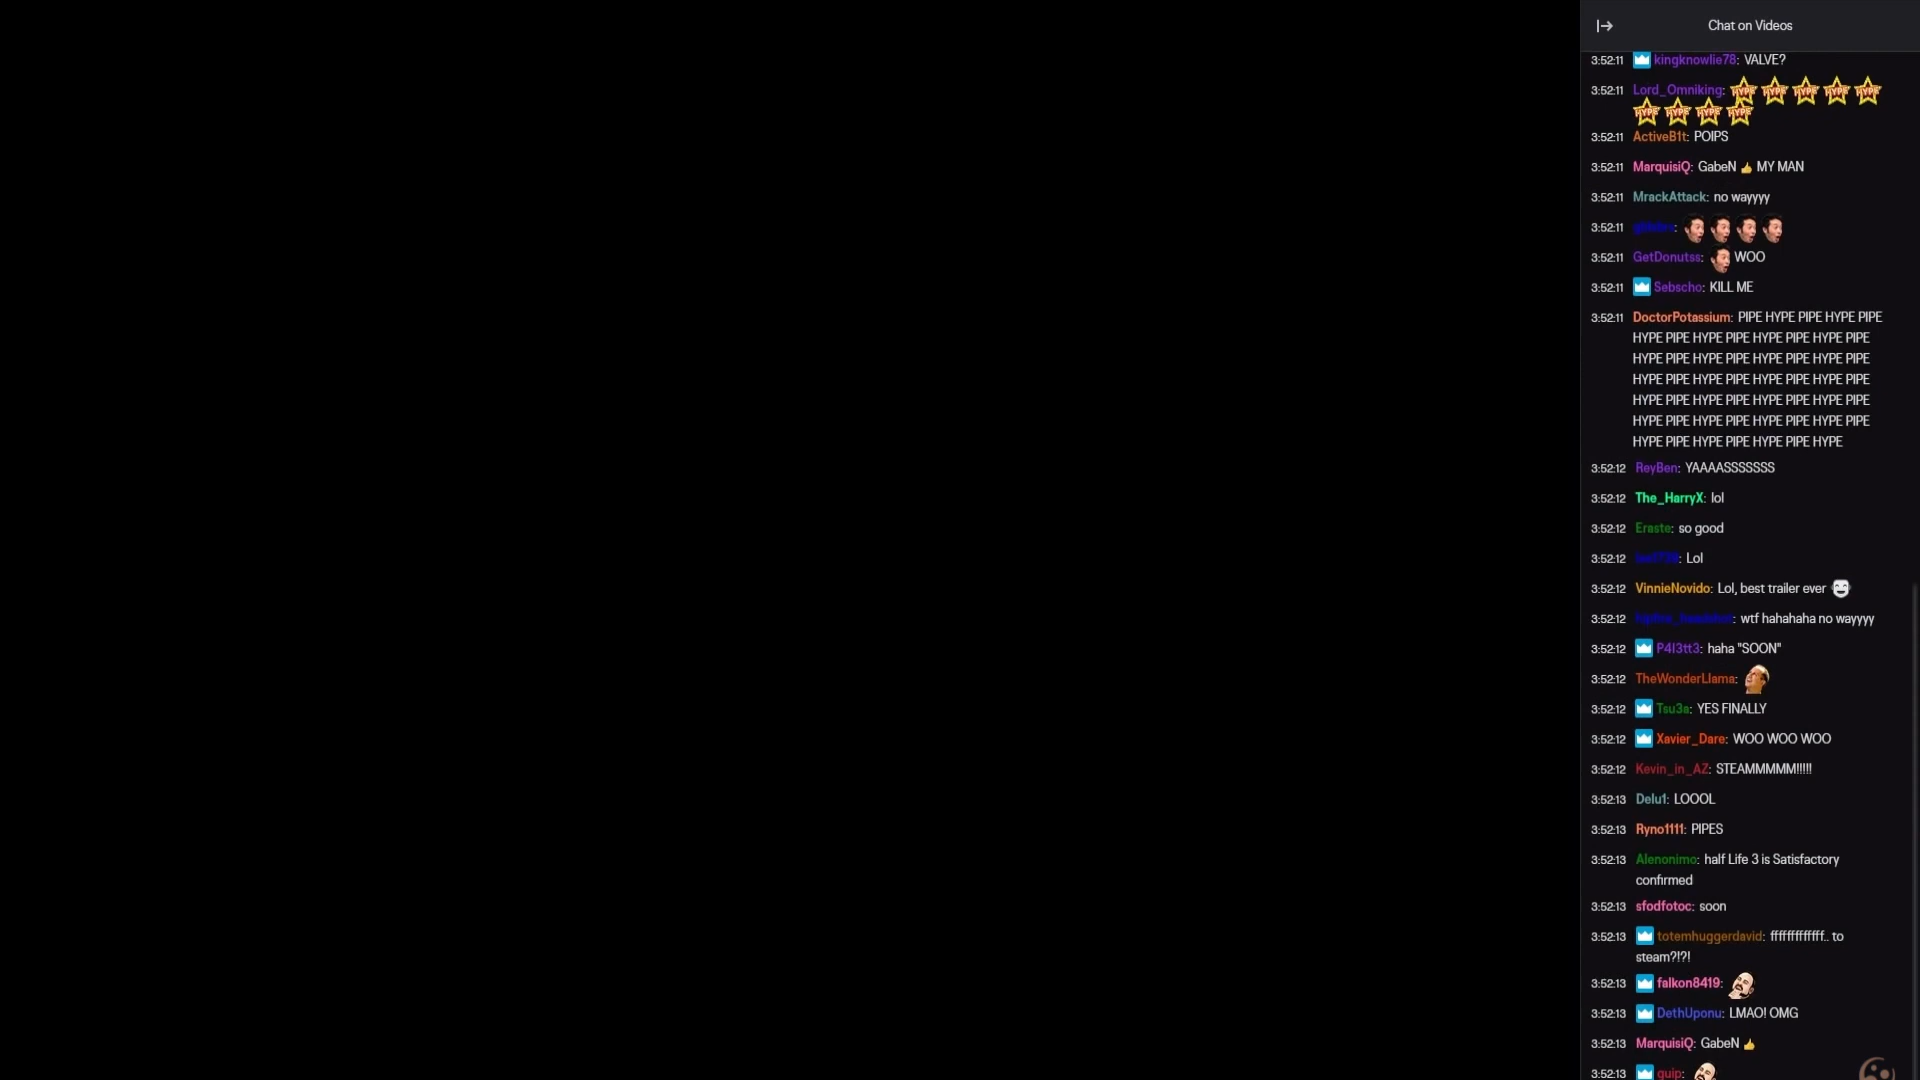 Chat on Videos
3:52:11 kingknowlie78: VALVE?
3:52:11 Lord_Omniking: HYPE HYPE HYPE HYPE HYPE
HYPE HYPE HYPE HYPE
3:52:11 ActiveB1t: POIPS
3:52:11 MarquisiQ: GabeN 👍 MY MAN
3:52:11 MrackAttack: no wayyyy
3:52:11
3:52:11 GetDonutss: WOO
3:52:11 Sebscho: KILL ME
3:52:11 DoctorPotassium: PIPE HYPE PIPE HYPE PIPE
HYPE PIPE HYPE PIPE HYPE PIPE HYPE PIPE
HYPE PIPE HYPE PIPE HYPE PIPE HYPE PIPE
HYPE PIPE HYPE PIPE HYPE PIPE HYPE PIPE
HYPE PIPE HYPE PIPE HYPE PIPE HYPE PIPE
HYPE PIPE HYPE PIPE HYPE PIPE HYPE PIPE
HYPE PIPE HYPE PIPE HYPE PIPE HYPE
3:52:12 ReyBen: YAAAASSSSSSS
3:52:12 The_HarryX: lol
3:52:12 Eraste: so good
3:52:12 : Lol
3:52:12 VinnieNovido: Lol, best trailer ever
3:52:12 : wtf hahahaha no wayyyy
3:52:12 P4l3tt3: haha "SOON"
3:52:12 TheWonderLlama:
3:52:12 Tsu3a: YES FINALLY
3:52:12 Xavier_Dare: WOO WOO WOO
3:52:12 Kevin_in_AZ: STEAMMMMM!!!!!
3:52:13 Delu1: LOOOL
3:52:13 Ryno1111: PIPES
3:52:13 Alenonimo: half Life 3 is Satisfactory
confirmed
3:52:13 sfodfotoc: soon
3:52:13 totemhuggerdavid: fffffffffffff.. to
steam?!?!
3:52:13 falkon8419:
3:52:13 DethUponu: LMAO! OMG
3:52:13 MarquisiQ: GabeN 👍
3:52:13 quip: